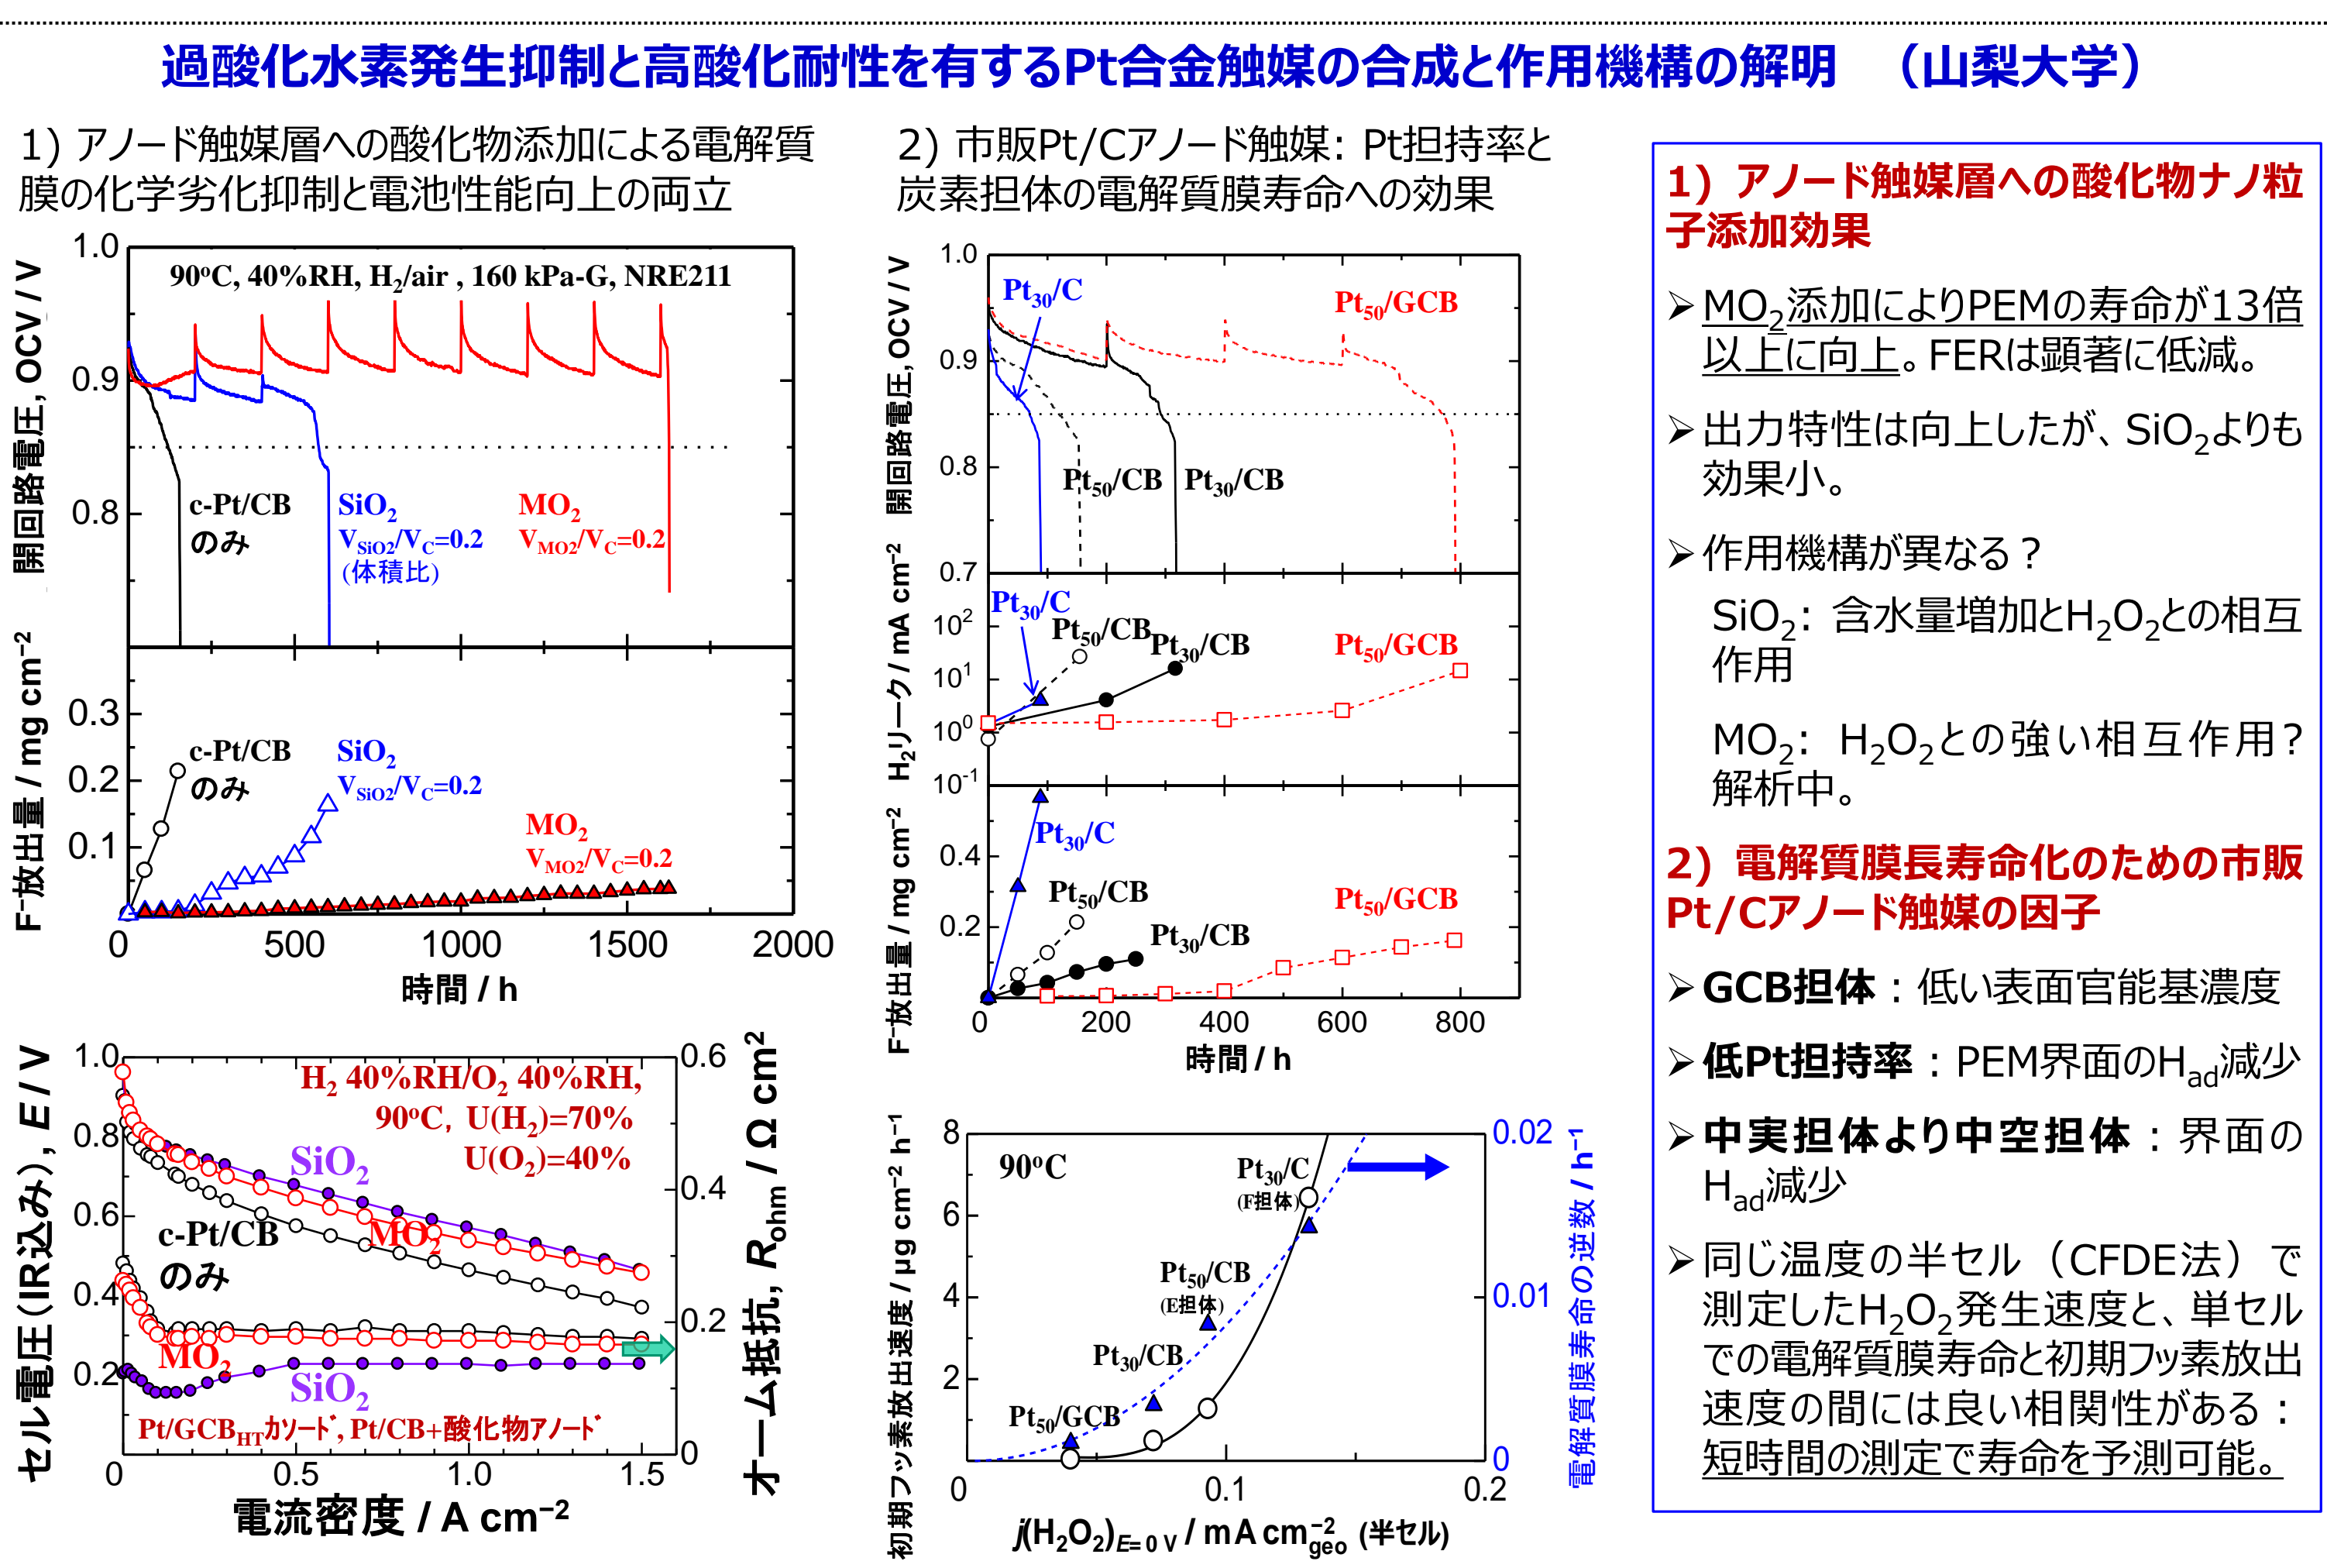 過酸化水素発生抑制と高酸化耐性を有するPt合金触媒の合成と作用機構の解明　（山梨大学）
1) アノード触媒層への酸化物添加による電解質
膜の化学劣化抑制と電池性能向上の両立
開回路電圧, OCV / V
1.0
0.9
0.8
90°C, 40%RH, H2/air , 160 kPa-G, NRE211
c-Pt/CB
のみ
SiO2
VSiO2/VC=0.2
(体積比)
MO2
VMO2/VC=0.2
F⁻放出量 / mg cm⁻²
0.3
0.2
0.1
c-Pt/CB
のみ
SiO2
VSiO2/VC=0.2
MO2
VMO2/VC=0.2
0 500 1000 1500 2000
時間 / h
セル電圧（IR込み）, E / V
1.0
0.8
0.6
0.4
0.2
H2 40%RH/O2 40%RH,
90°C, U(H2)=70%
U(O2)=40%
SiO2
c-Pt/CB
のみ
MO2
MO2
SiO2
Pt/GCBHTカソード, Pt/CB+酸化物アノード
0.6
0.4
0.2
0
オーム抵抗, Rohm / Ω cm²
0 0.5 1.0 1.5
電流密度 / A cm⁻²
2) 市販Pt/Cアノード触媒: Pt担持率と
炭素担体の電解質膜寿命への効果
開回路電圧, OCV / V
1.0
0.9
0.8
0.7
Pt30/C
Pt50/GCB
Pt50/CB
Pt30/CB
H2リーク / mA cm⁻²
10²
10¹
10⁰
10⁻¹
Pt30/C
Pt50/CB
Pt30/CB
Pt50/GCB
F⁻放出量 / mg cm⁻²
0.4
0.2
Pt30/C
Pt50/CB
Pt30/CB
Pt50/GCB
0 200 400 600 800
時間 / h
初期フッ素放出速度 / μg cm⁻² h⁻¹
8
6
4
2
90°C
Pt30/C
(F担体)
Pt50/CB
(E担体)
Pt30/CB
Pt50/GCB
0.02
0.01
0
電解質膜寿命の逆数 / h⁻¹
0 0.1 0.2
j(H2O2)E= 0 V / mA cmgeo⁻² (半セル)
1) アノード触媒層への酸化物ナノ粒
子添加効果
➢MO2添加によりPEMの寿命が13倍
以上に向上。FERは顕著に低減。
➢出力特性は向上したが、SiO2よりも
効果小。
➢作用機構が異なる？
SiO2: 含水量増加とH2O2との相互
作用
MO2: H2O2との強い相互作用?
解析中。
2) 電解質膜長寿命化のための市販
Pt/Cアノード触媒の因子
➢GCB担体：低い表面官能基濃度
➢低Pt担持率：PEM界面のHad減少
➢中実担体より中空担体：界面の
Had減少
➢同じ温度の半セル（CFDE法）で
測定したH2O2発生速度と、単セル
での電解質膜寿命と初期フッ素放出
速度の間には良い相関性がある：
短時間の測定で寿命を予測可能。